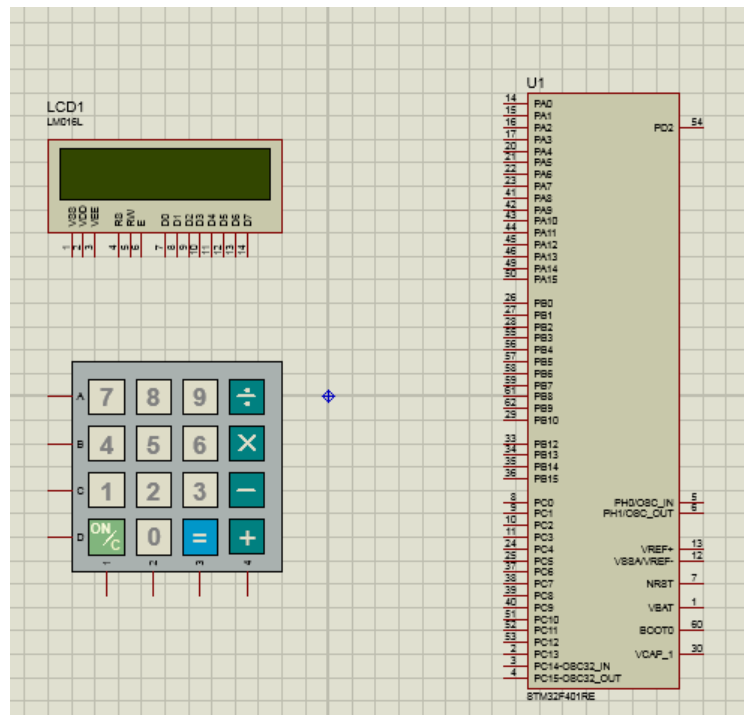 LCD1
LM016L
VSS VDD VEE RS RW E D0 D1 D2 D3 D4 D5 D6 D7
1 2 3 4 5 6 7 8 9 10 11 12 13 14
A 7 8 9 ÷
B 4 5 6 ×
C 1 2 3 −
D ON/C 0 = +
1 2 3 4
U1
14 PA0
15 PA1
16 PA2 PD2 54
17 PA3
20 PA4
21 PA5
22 PA6
23 PA7
41 PA8
42 PA9
43 PA10
44 PA11
45 PA12
46 PA13
49 PA14
50 PA15
26 PB0
27 PB1
28 PB2
55 PB3
56 PB4
57 PB5
58 PB6
59 PB7
61 PB8
62 PB9
29 PB10
33 PB12
34 PB13
35 PB14
36 PB15
8 PC0 PH0/OSC_IN 5
9 PC1 PH1/OSC_OUT 6
10 PC2
11 PC3
24 PC4 VREF+ 13
25 PC5 VSSA/VREF- 12
37 PC6
38 PC7 NRST 7
39 PC8
40 PC9 VBAT 1
51 PC10
52 PC11 BOOT0 60
53 PC12
2 PC13 VCAP_1 30
3 PC14-OSC32_IN
4 PC15-OSC32_OUT
STM32F401RE